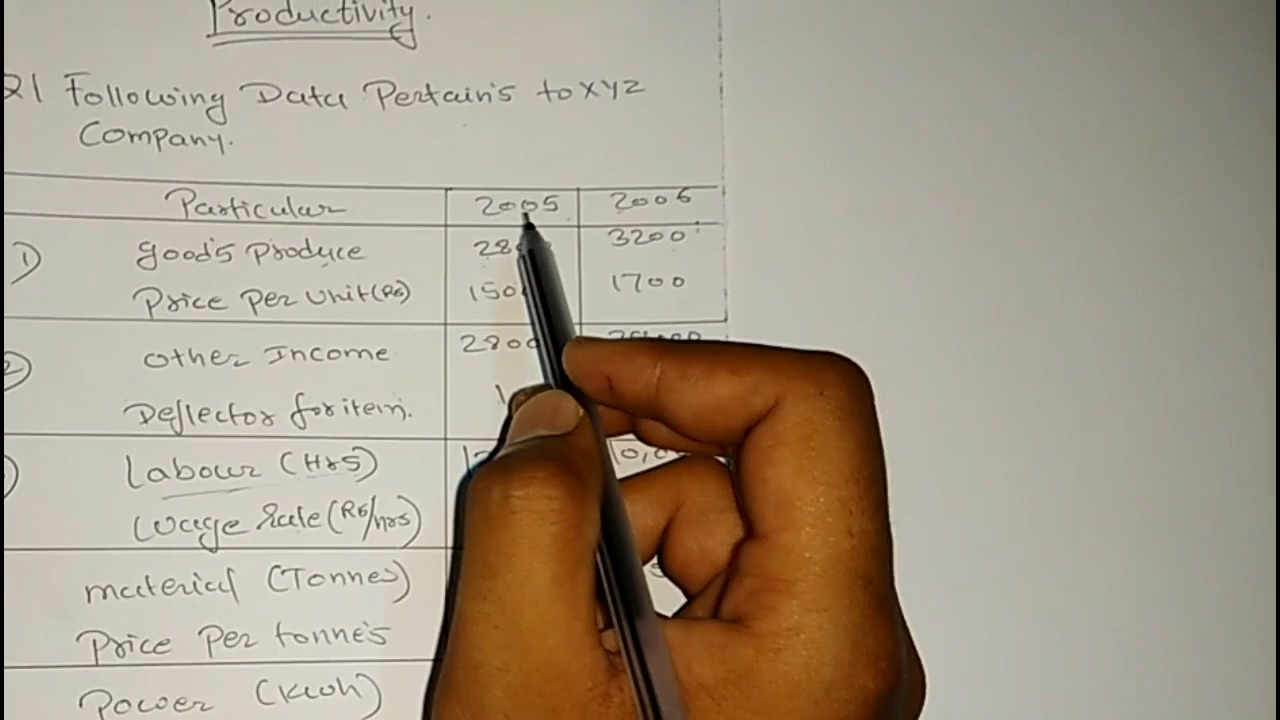 Productivity.
Q1 Following Data Pertain's to XYZ
Company.
Particular 2005 2006
1) good's produce 3200
Price Per Unit (Rs) 1700
2) Other Income
Deflector for item.
Labour (Hrs)
Wage Rate (Rs/Hrs)
Material (Tonnes)
Price Per tonne's
Power (Kwh)